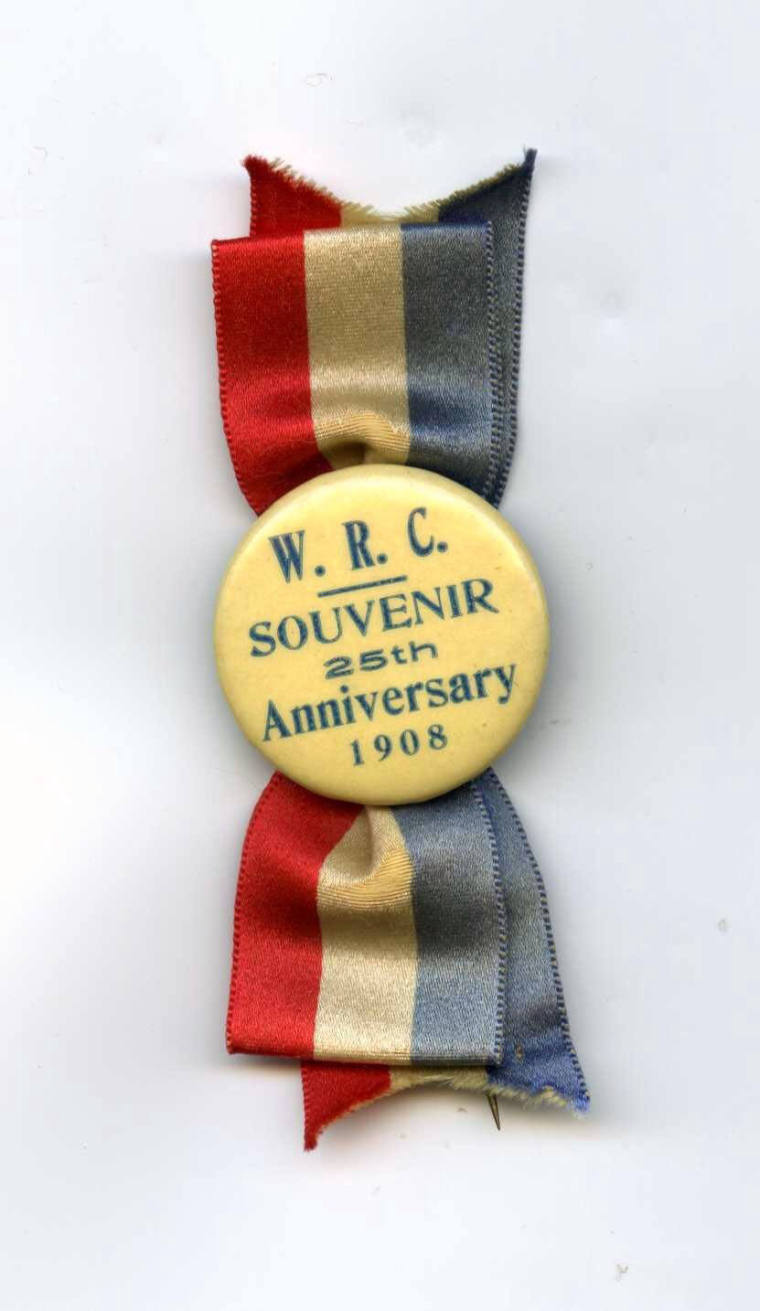 W. R. C.
SOUVENIR
25th
Anniversary
1908